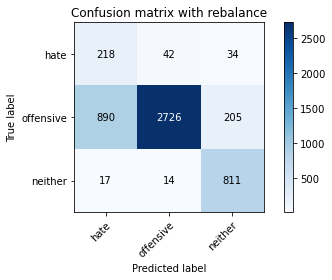 Confusion matrix with rebalance
hate 218 42 34
offensive 890 2726 205
neither 17 14 811
hate offensive neither
True label
Predicted label
2500
2000
1500
1000
500